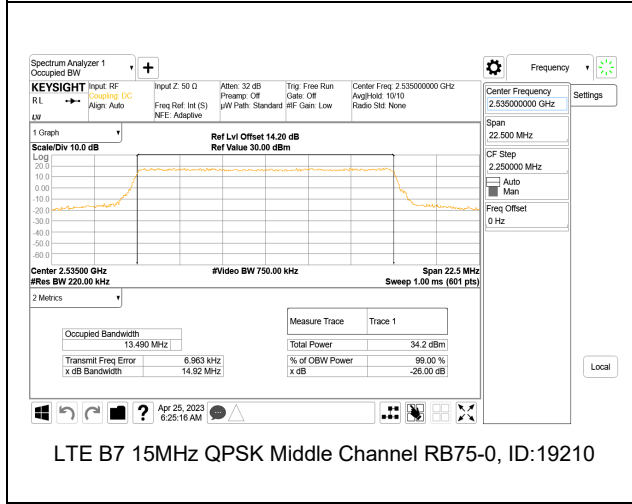 Spectrum Analyzer 1
Occupied BW
+
Frequency
KEYSIGHT Input: RF Input Z: 50 Ω Atten: 32 dB Trig: Free Run Center Freq: 2.535000000 GHz
Coupling: DC Preamp: Off Gate: Off Avg|Hold: 10/10
RL Align: Auto Freq Ref: Int (S) µW Path: Standard #IF Gain: Low Radio Std: None
NFE: Adaptive
LXI
Center Frequency
2.535000000 GHz
Settings
Span
22.500 MHz
CF Step
2.250000 MHz
Auto
Man
Freq Offset
0 Hz
Local
1 Graph
Ref Lvl Offset 14.20 dB
Scale/Div 10.0 dB Ref Value 30.00 dBm
Log
20.0
10.0
0.00
-10.0
-20.0
-30.0
-40.0
-50.0
-60.0
Center 2.53500 GHz #Video BW 750.00 kHz Span 22.5 MHz
#Res BW 220.00 kHz Sweep 1.00 ms (601 pts)
2 Metrics
Measure Trace Trace 1
Occupied Bandwidth
13.490 MHz Total Power 34.2 dBm
Transmit Freq Error 6.963 kHz % of OBW Power 99.00 %
x dB Bandwidth 14.92 MHz x dB -26.00 dB
? Apr 25, 2023
6:25:16 AM
LTE B7 15MHz QPSK Middle Channel RB75-0, ID:19210